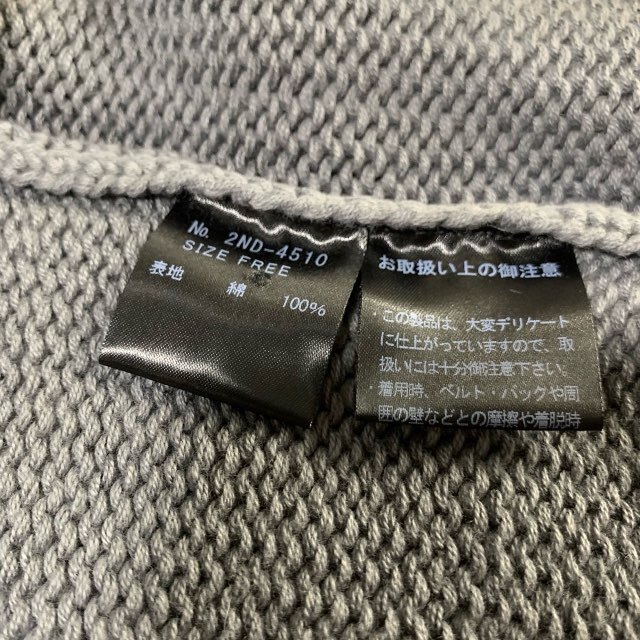 No. 2ND-4510
SIZE FREE
表地 綿 100%
お取扱い上の御注意
・この製品は、大変デリケート
に仕上がっていますので、取
扱いには十分御注意下さい。
・着用時、ベルト・バッグや周
囲の壁などとの摩擦や着脱時